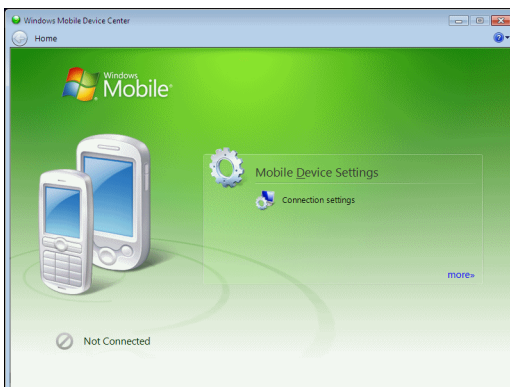 Windows Mobile Device Center
Home
Windows
Mobile®
Mobile Device Settings
Connection settings
more»
Not Connected